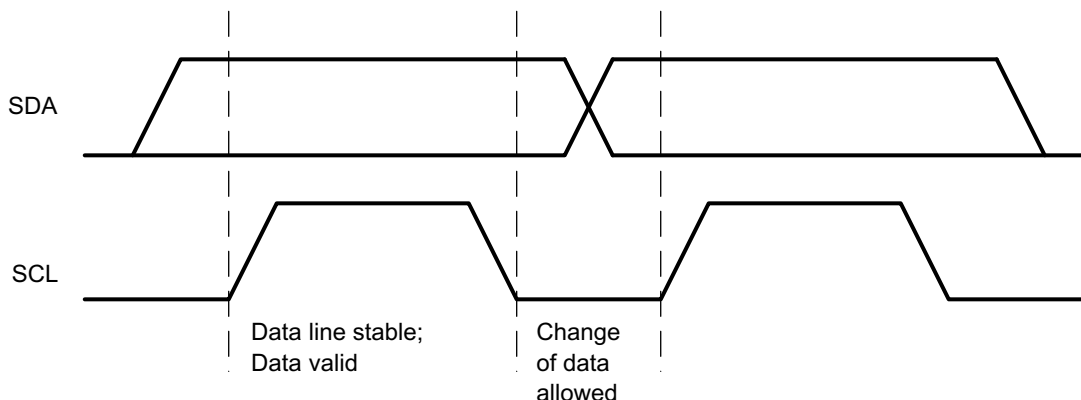 SDA
SCL
Data line stable;
Data valid
Change
of data
allowed